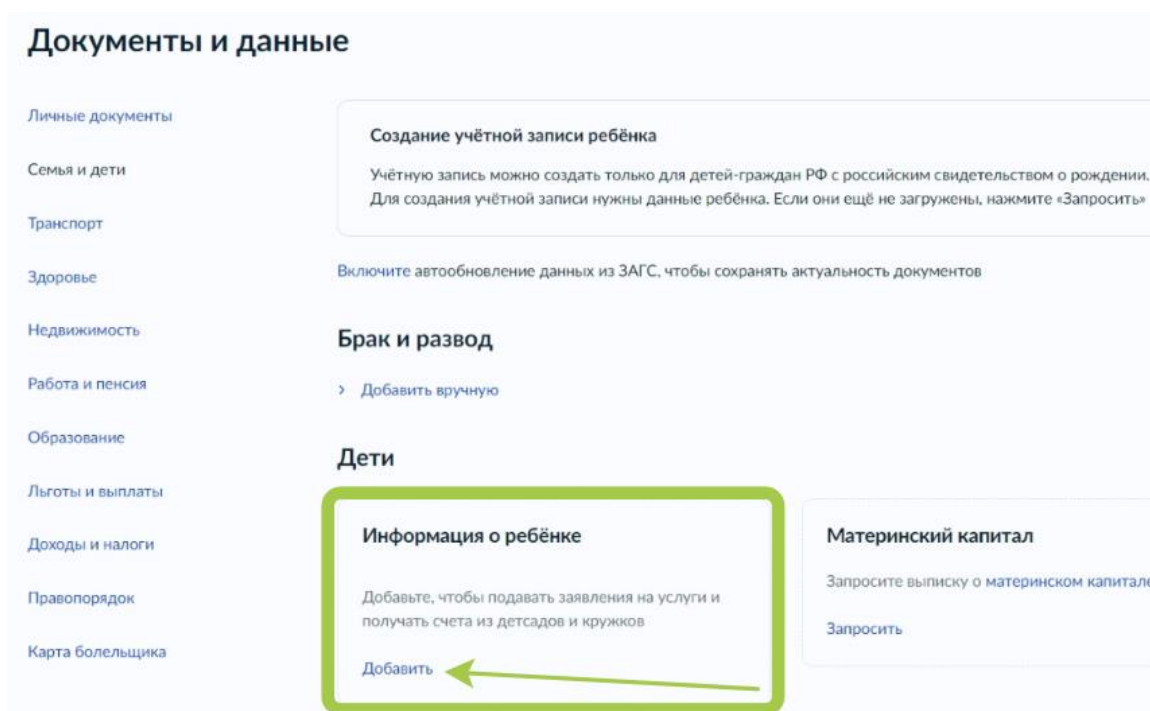 Документы и данные
Личные документы
Семья и дети
Транспорт
Здоровье
Недвижимость
Работа и пенсия
Образование
Льготы и выплаты
Доходы и налоги
Правопорядок
Карта болельщика
Создание учётной записи ребёнка
Учётную запись можно создать только для детей-граждан РФ с российским свидетельством о рождении.
Для создания учётной записи нужны данные ребёнка. Если они ещё не загружены, нажмите «Запросить»
Включите автообновление данных из ЗАГС, чтобы сохранять актуальность документов
Брак и развод
> Добавить вручную
Дети
Информация о ребёнке
Добавьте, чтобы подавать заявления на услуги и
получать счета из детсадов и кружков
Добавить
Материнский капитал
Запросите выписку о материнском капитале
Запросить